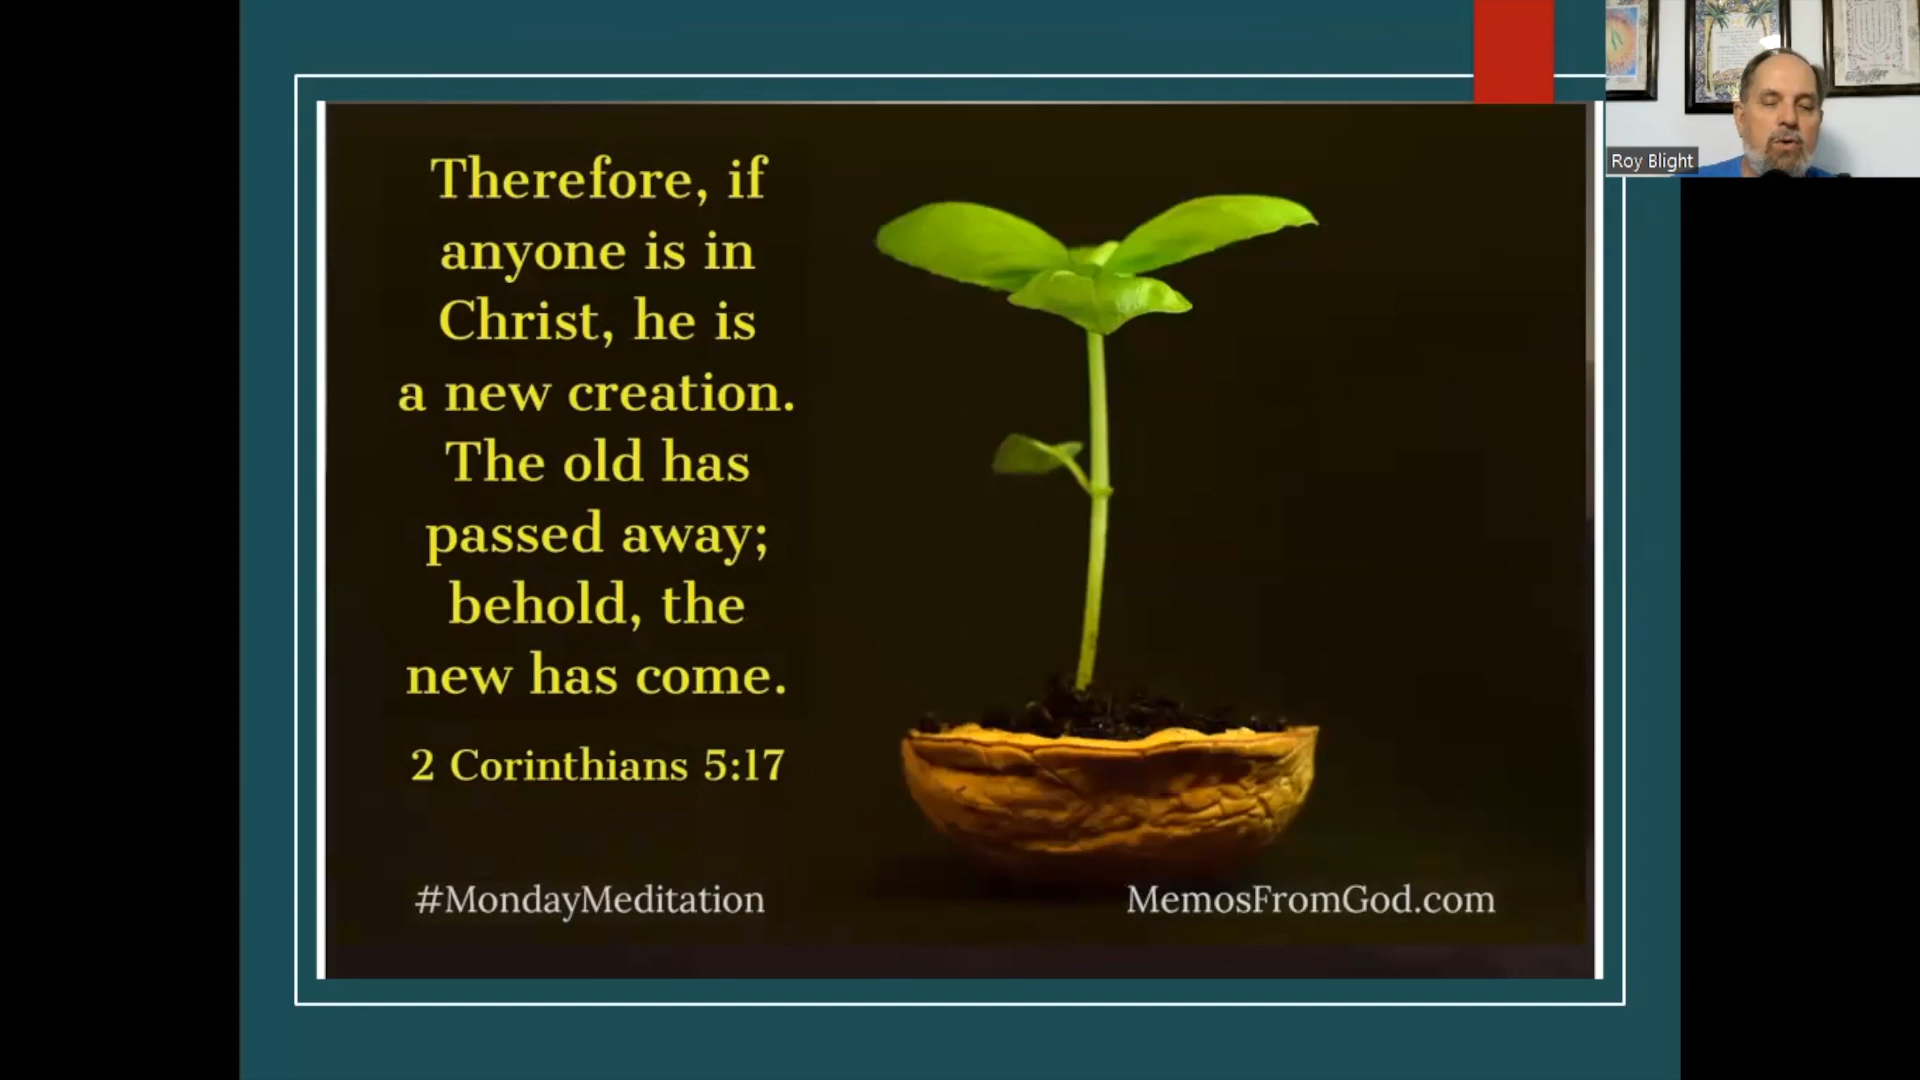 Therefore, if
anyone is in
Christ, he is
a new creation.
The old has
passed away;
behold, the
new has come.
2 Corinthians 5:17
#MondayMeditation
MemosFromGod.com
Roy Blight